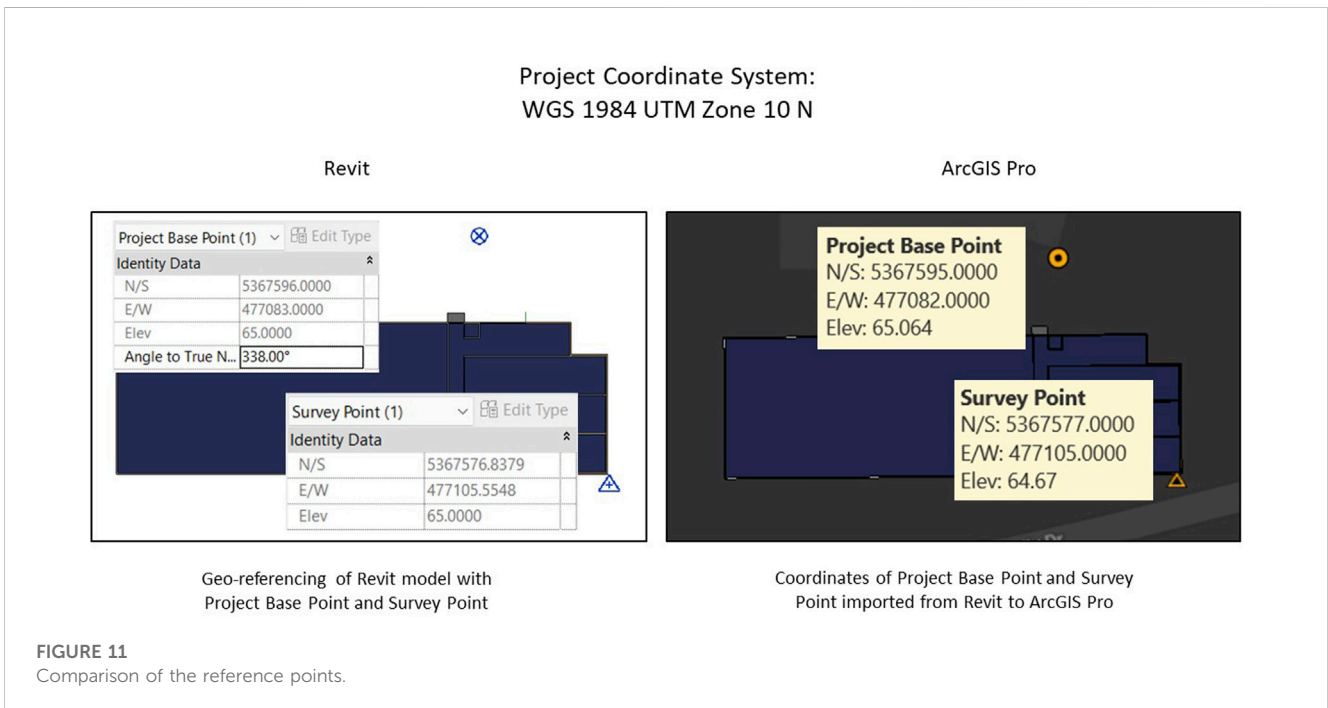 Project Coordinate System:
WGS 1984 UTM Zone 10 N
Revit
Project Base Point (1) Edit Type
Identity Data
N/S 5367596.0000
E/W 477083.0000
Elev 65.0000
Angle to True N... 338.00°
Survey Point (1) Edit Type
Identity Data
N/S 5367576.8379
E/W 477105.5548
Elev 65.0000
Geo-referencing of Revit model with
Project Base Point and Survey Point
ArcGIS Pro
Project Base Point
N/S: 5367595.0000
E/W: 477082.0000
Elev: 65.064
Survey Point
N/S: 5367577.0000
E/W: 477105.0000
Elev: 64.67
Coordinates of Project Base Point and Survey
Point imported from Revit to ArcGIS Pro
FIGURE 11
Comparison of the reference points.